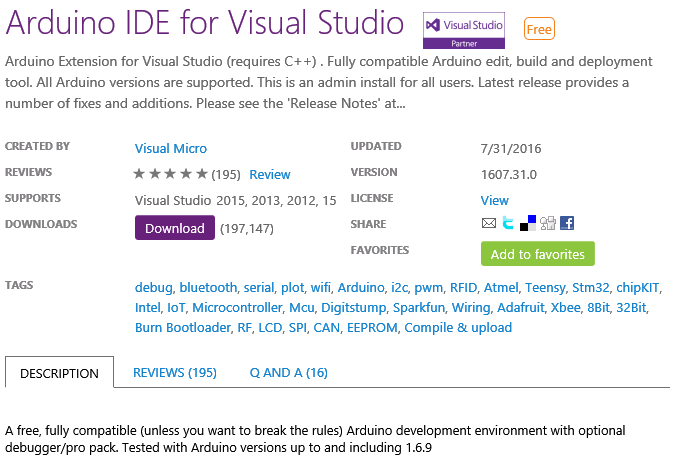 Arduino IDE for Visual Studio
Visual Studio
Partner
Free
Arduino Extension for Visual Studio (requires C++) . Fully compatible Arduino edit, build and deployment
tool. All Arduino versions are supported. This is an admin install for all users. Latest release provides a
number of fixes and additions. Please see the 'Release Notes' at...
CREATED BY Visual Micro UPDATED 7/31/2016
REVIEWS (195) Review VERSION 1607.31.0
SUPPORTS Visual Studio 2015, 2013, 2012, 15 LICENSE View
DOWNLOADS Download (197,147) SHARE
FAVORITES Add to favorites
TAGS debug, bluetooth, serial, plot, wifi, Arduino, i2c, pwm, RFID, Atmel, Teensy, Stm32, chipKIT,
Intel, IoT, Microcontroller, Mcu, Digitstump, Sparkfun, Wiring, Adafruit, Xbee, 8Bit, 32Bit,
Burn Bootloader, RF, LCD, SPI, CAN, EEPROM, Compile & upload
DESCRIPTION REVIEWS (195) Q AND A (16)
A free, fully compatible (unless you want to break the rules) Arduino development environment with optional
debugger/pro pack. Tested with Arduino versions up to and including 1.6.9